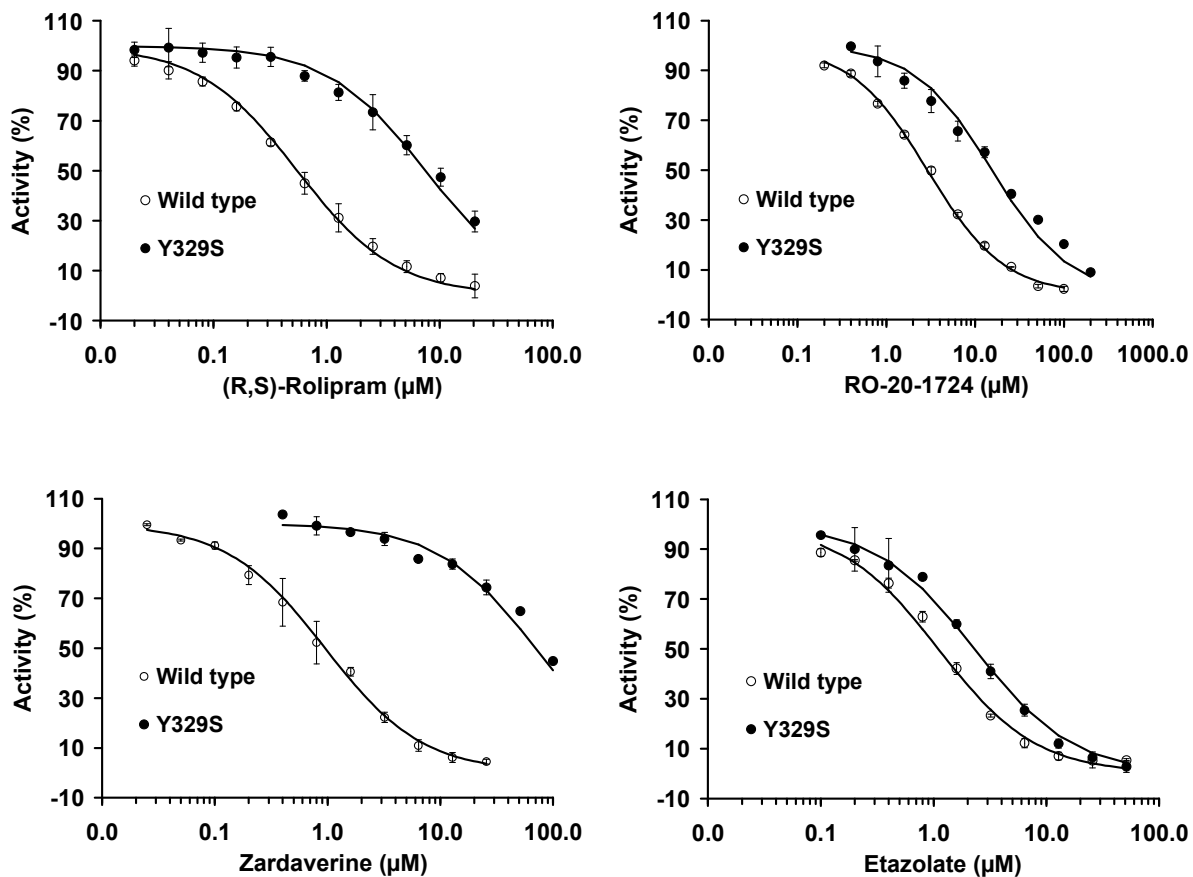 110
90
70
50
30
10
-10
Activity (%)
Wild type
Y329S
0.0 0.1 1.0 10.0 100.0
(R,S)-Rolipram (µM)
110
90
70
50
30
10
-10
Activity (%)
Wild type
Y329S
0.0 0.1 1.0 10.0 100.0 1000.0
RO-20-1724 (µM)
110
90
70
50
30
10
-10
Activity (%)
Wild type
Y329S
0.0 0.1 1.0 10.0 100.0
Zardaverine (µM)
110
90
70
50
30
10
-10
Activity (%)
Wild type
Y329S
0.0 0.1 1.0 10.0 100.0
Etazolate (µM)